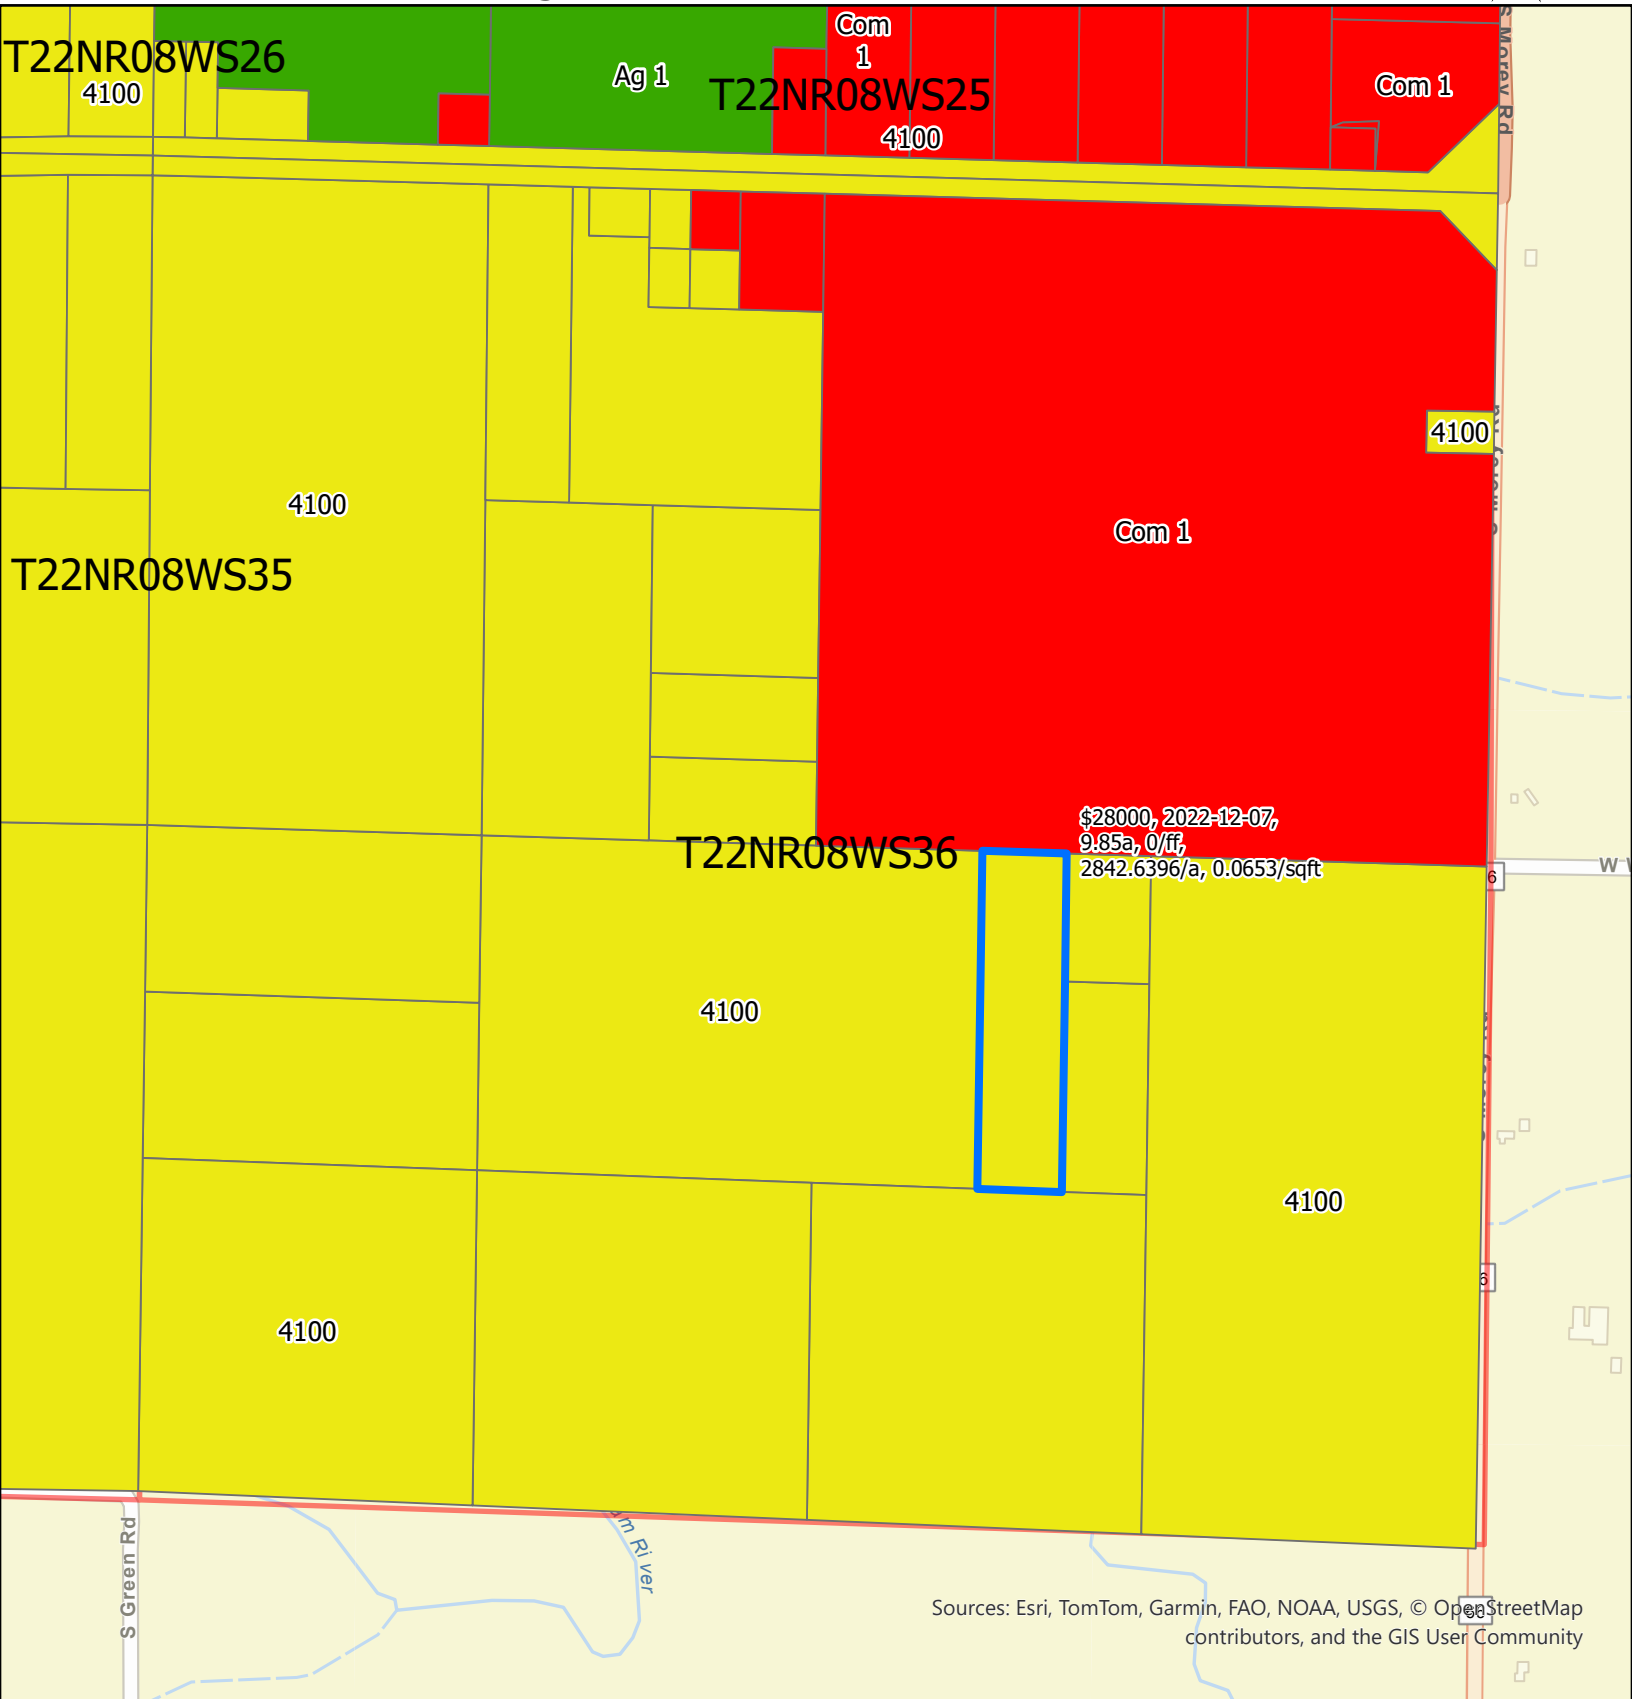 T22NR08WS26
4100
Ag 1
Com
1
T22NR08WS25
4100
Com 1
S Morey Rd
4100
4100
Com 1
T22NR08WS35
$28000, 2022-12-07,
9.85a, 0/ff,
2842.6396/a, 0.0653/sqft
T22NR08WS36
W
6
4100
4100
6
4100
S Green Rd
Sources: Esri, TomTom, Garmin, FAO, NOAA, USGS, © OpenStreetMap
contributors, and the GIS User Community